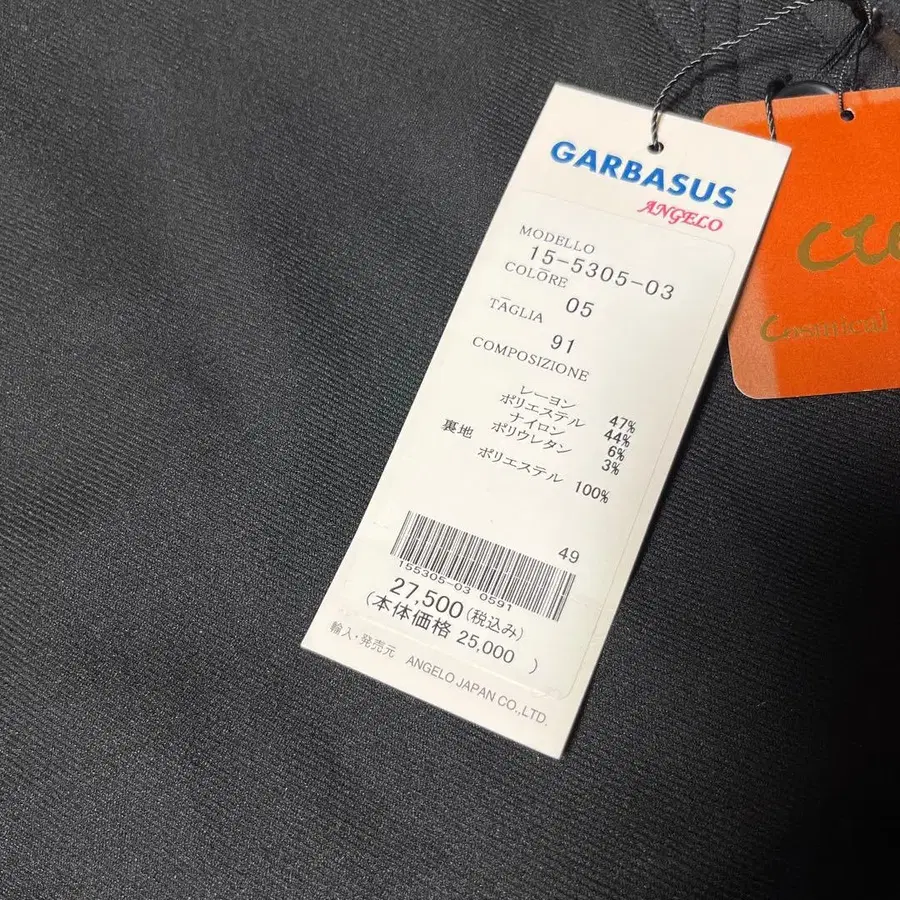 GARBASUS
ANGELO
MODELLO
15-5305-03
COLORE
05
TAGLIA
91
COMPOSIZIONE
レーヨン 47%
ポリエステル 44%
ナイロン 6%
ポリウレタン 3%
裏地
ポリエステル 100%
49
155305-03 0591
27,500(税込み)
(本体価格 25,000 )
輸入・発売元 ANGELO JAPAN CO.,LTD.
Cosmical